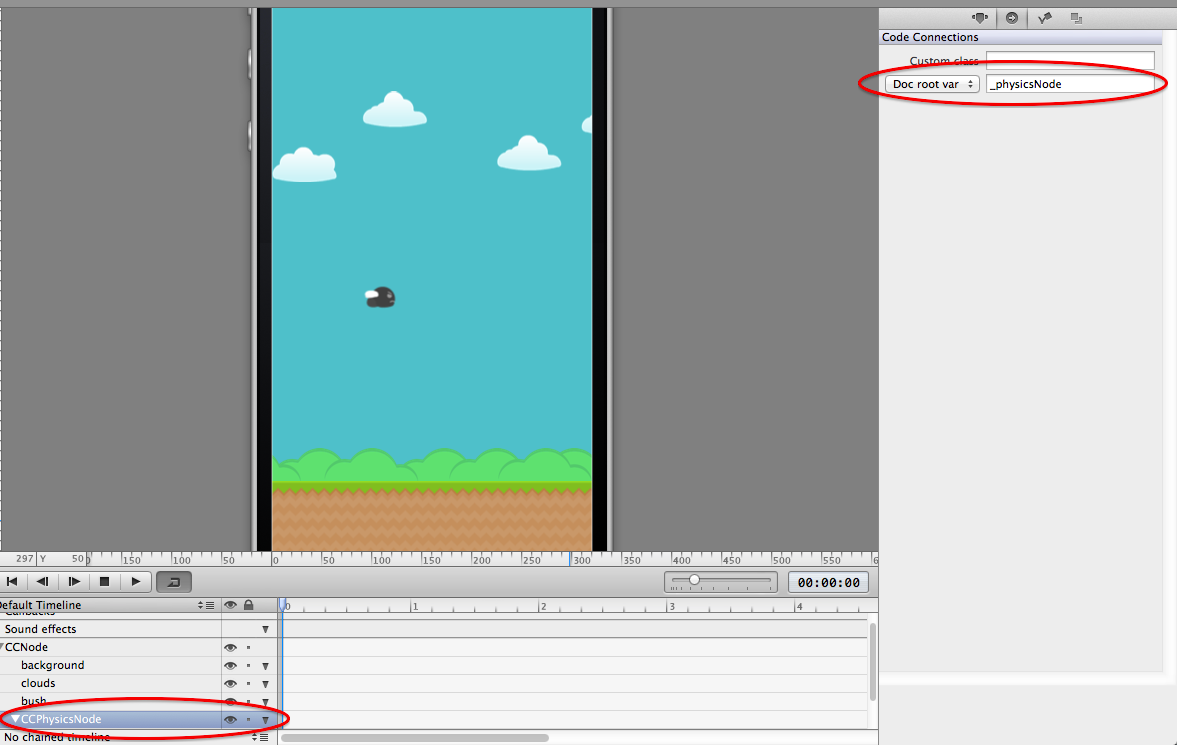 Code Connections
Custom class
Doc root var _physicsNode
297 Y 50 0 150 100 50 0 50 100 150 200 250 300 350 400 450 500 550 6
00:00:00
Default Timeline 0 1 2 3 4
Callbacks
Sound effects
CCNode
background
clouds
bush
CCPhysicsNode
No chained timeline